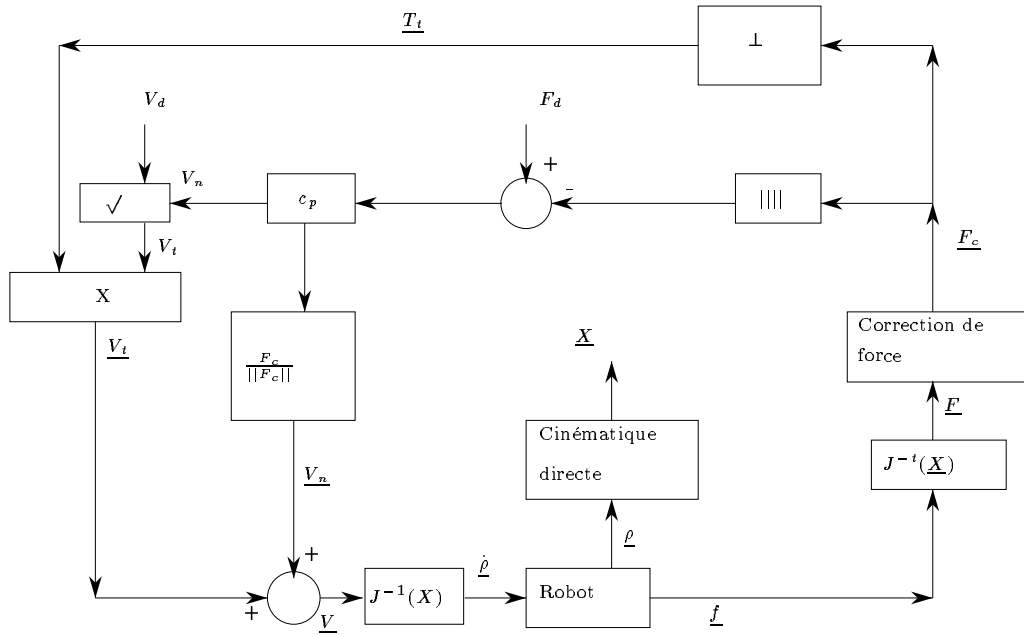 T_t
⊥
V_d
F_d
+
-
V_n
√
c_p
||||
V_t
F_c
X
V_t
F_c
||F_c||
X
Correction de
force
F
Cinématique
directe
J^{-t}(X)
V_n
ρ
+
ρ̇
J^{-1}(X)
Robot
+
V
f